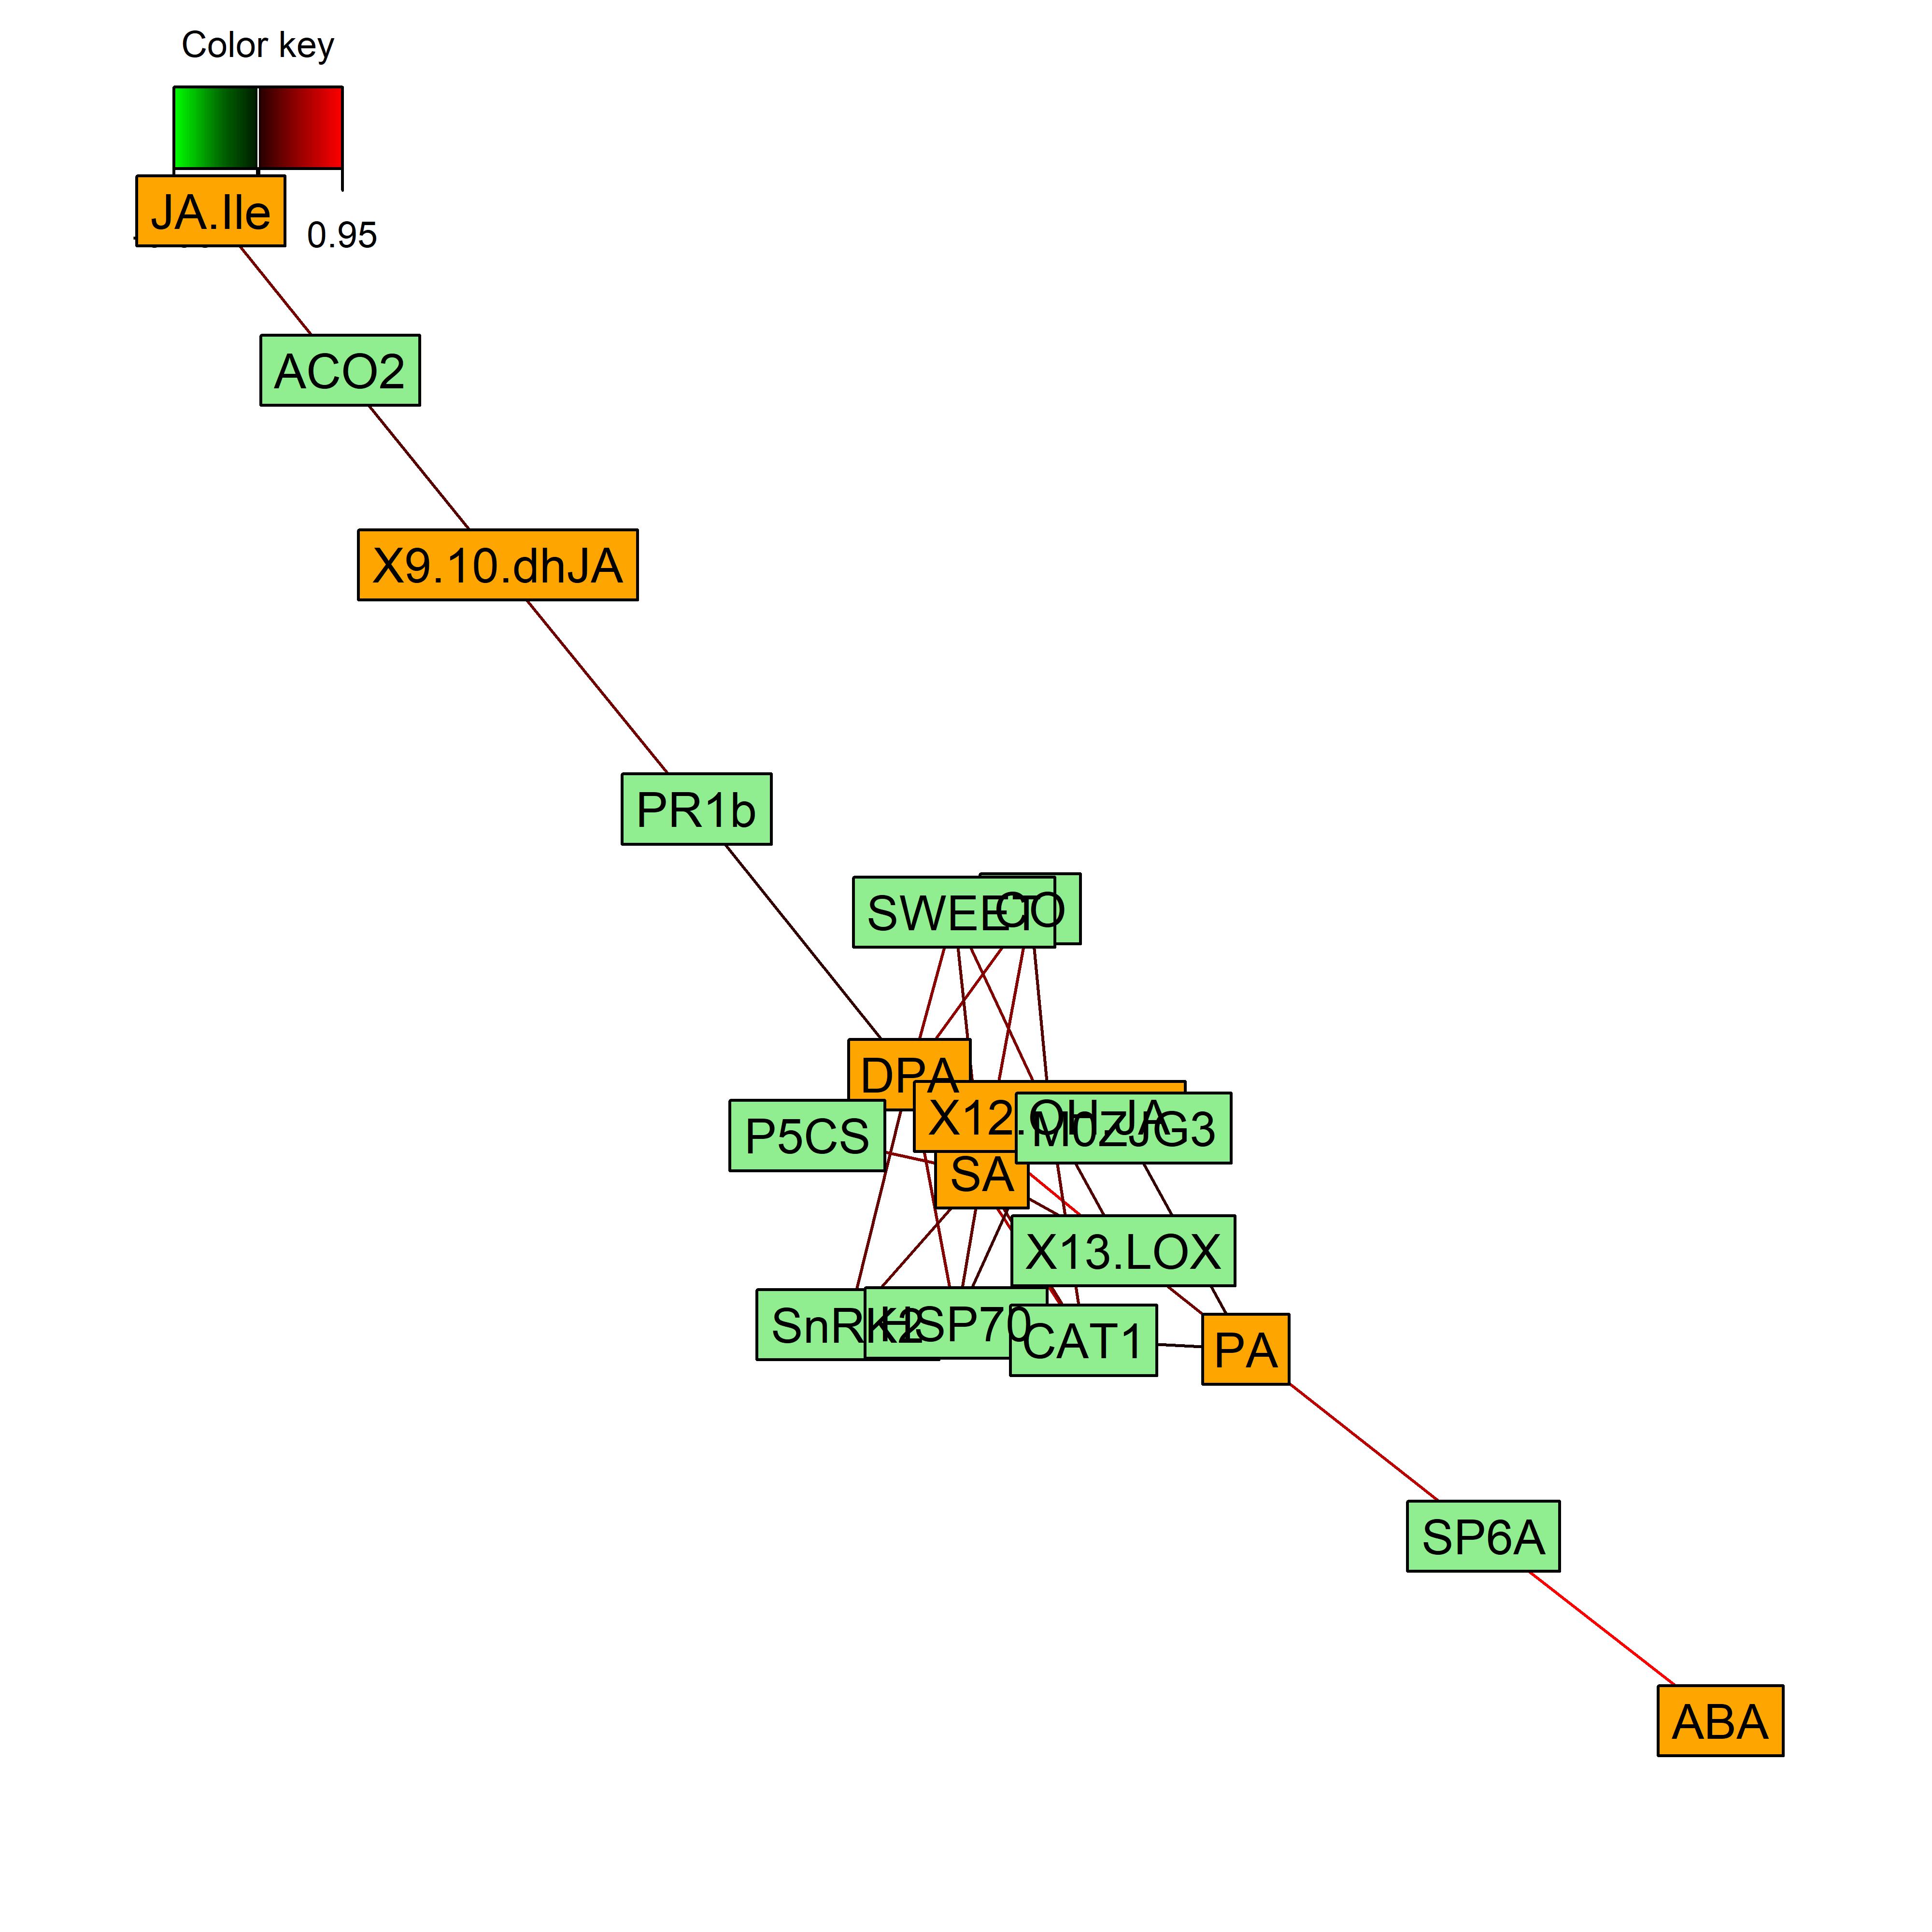 Color key
JA.Ile
0.95
ACO2
X9.10.dhJA
PR1b
SWEET
CO
DPA
X12.OH.JA
M0ZJG3
P5CS
SA
X13.LOX
SnRK2
HSP70
CAT1
PA
SP6A
ABA